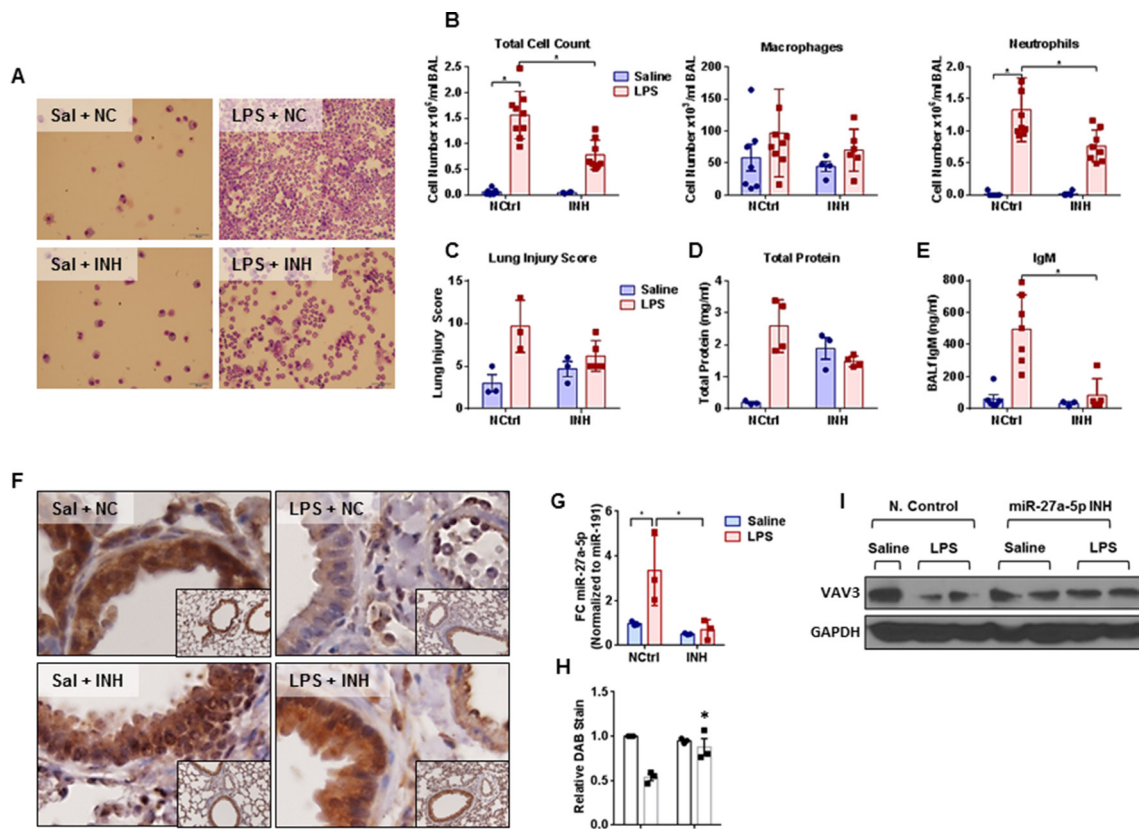 A
Sal + NC
LPS + NC
Sal + INH
LPS + INH
B
Total Cell Count
Cell Number x10⁶/ml BAL
2.5
2.0
1.5
1.0
0.5
0.0
*
*
NCtrl
INH
Saline
LPS
Macrophages
Cell Number x10³/ml BAL
200
150
100
50
0
NCtrl
INH
Neutrophils
Cell Number x10⁶/ml BAL
2.0
1.5
1.0
0.5
0.0
*
*
NCtrl
INH
C
Lung Injury Score
Lung Injury Score
15
10
5
0
NCtrl
INH
Saline
LPS
D
Total Protein
Total Protein (mg/ml)
4
3
2
1
0
NCtrl
INH
E
IgM
BALf IgM (ng/ml)
800
600
400
200
0
*
NCtrl
INH
F
Sal + NC
LPS + NC
Sal + INH
LPS + INH
G
FC miR-27a-5p
(Normalized to miR-191)
6
4
2
0
*
*
NCtrl
INH
Saline
LPS
H
Relative DAB Stain
1.5
1.0
0.5
0.0
*
I
N. Control
miR-27a-5p INH
Saline
LPS
Saline
LPS
VAV3
GAPDH